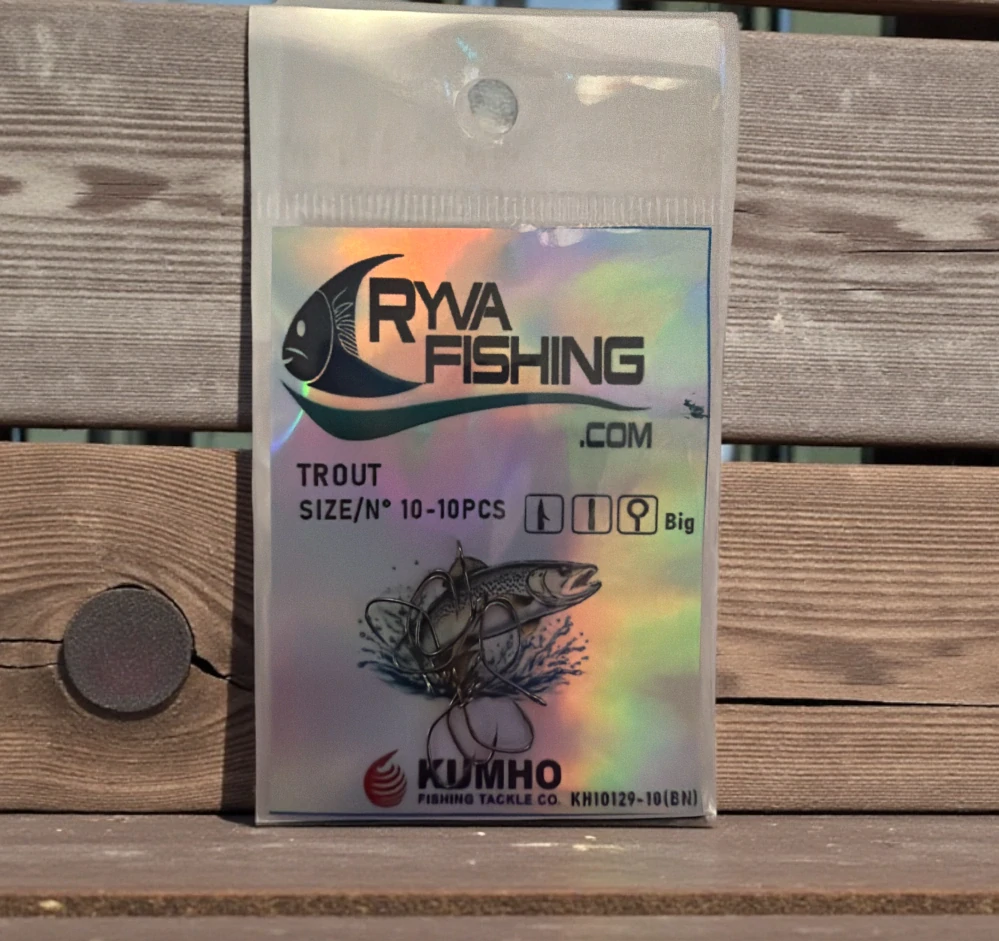 RYVA
FISHING
.COM
TROUT
SIZE/N° 10-10PCS Big
KUMHO
FISHING TACKLE CO. KH10129-10(BN)